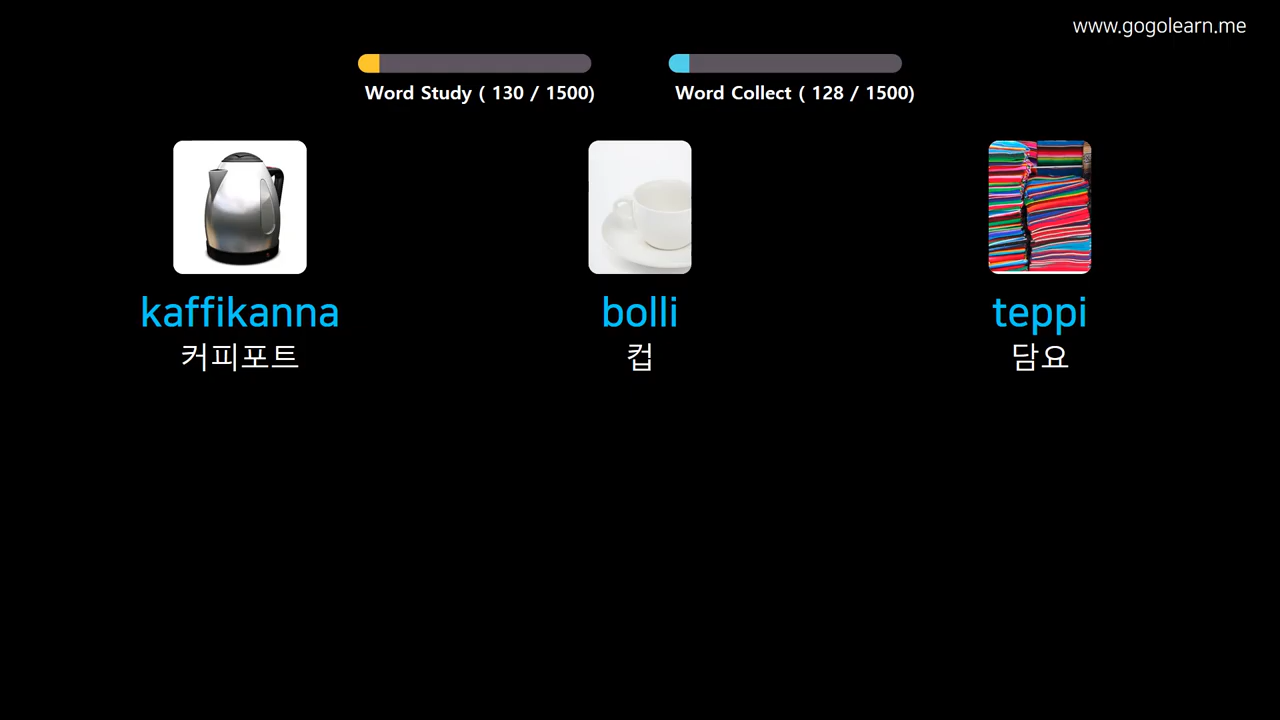 www.gogolearn.me
Word Study ( 130 / 1500)
Word Collect ( 128 / 1500)
kaffikanna
bolli
teppi
커피포트
컵
담요